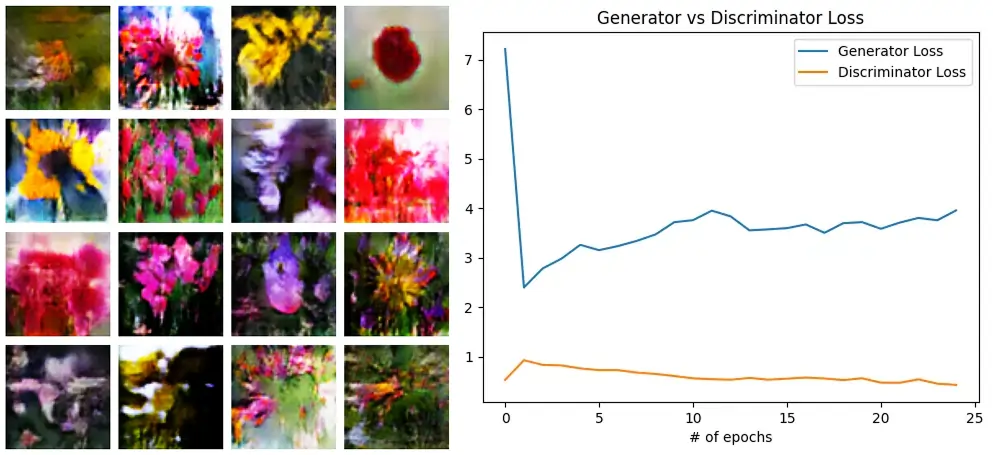 Generator vs Discriminator Loss
Generator Loss
Discriminator Loss
7
6
5
4
3
2
1
0 5 10 15 20 25
# of epochs